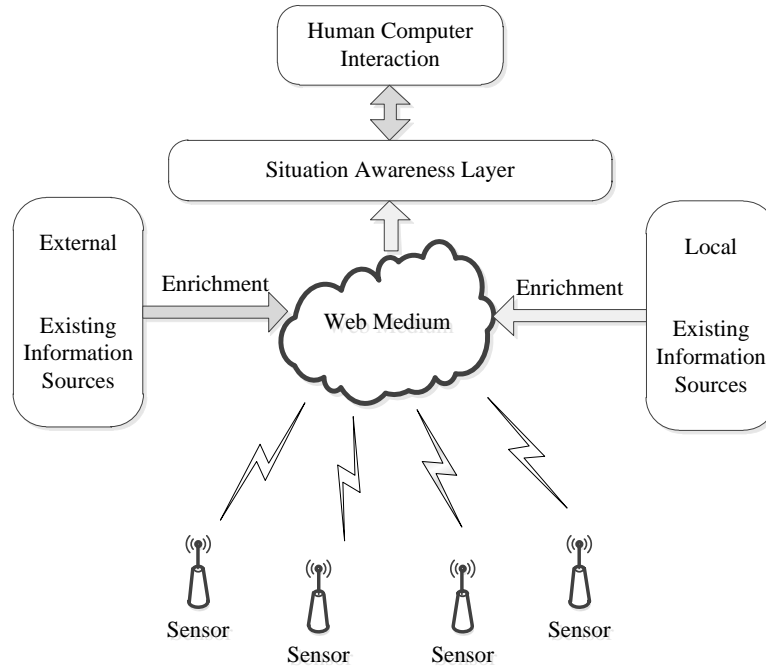 Human Computer
Interaction
Situation Awareness Layer
External
Existing
Information
Sources
Enrichment
Web Medium
Enrichment
Local
Existing
Information
Sources
Sensor
Sensor
Sensor
Sensor